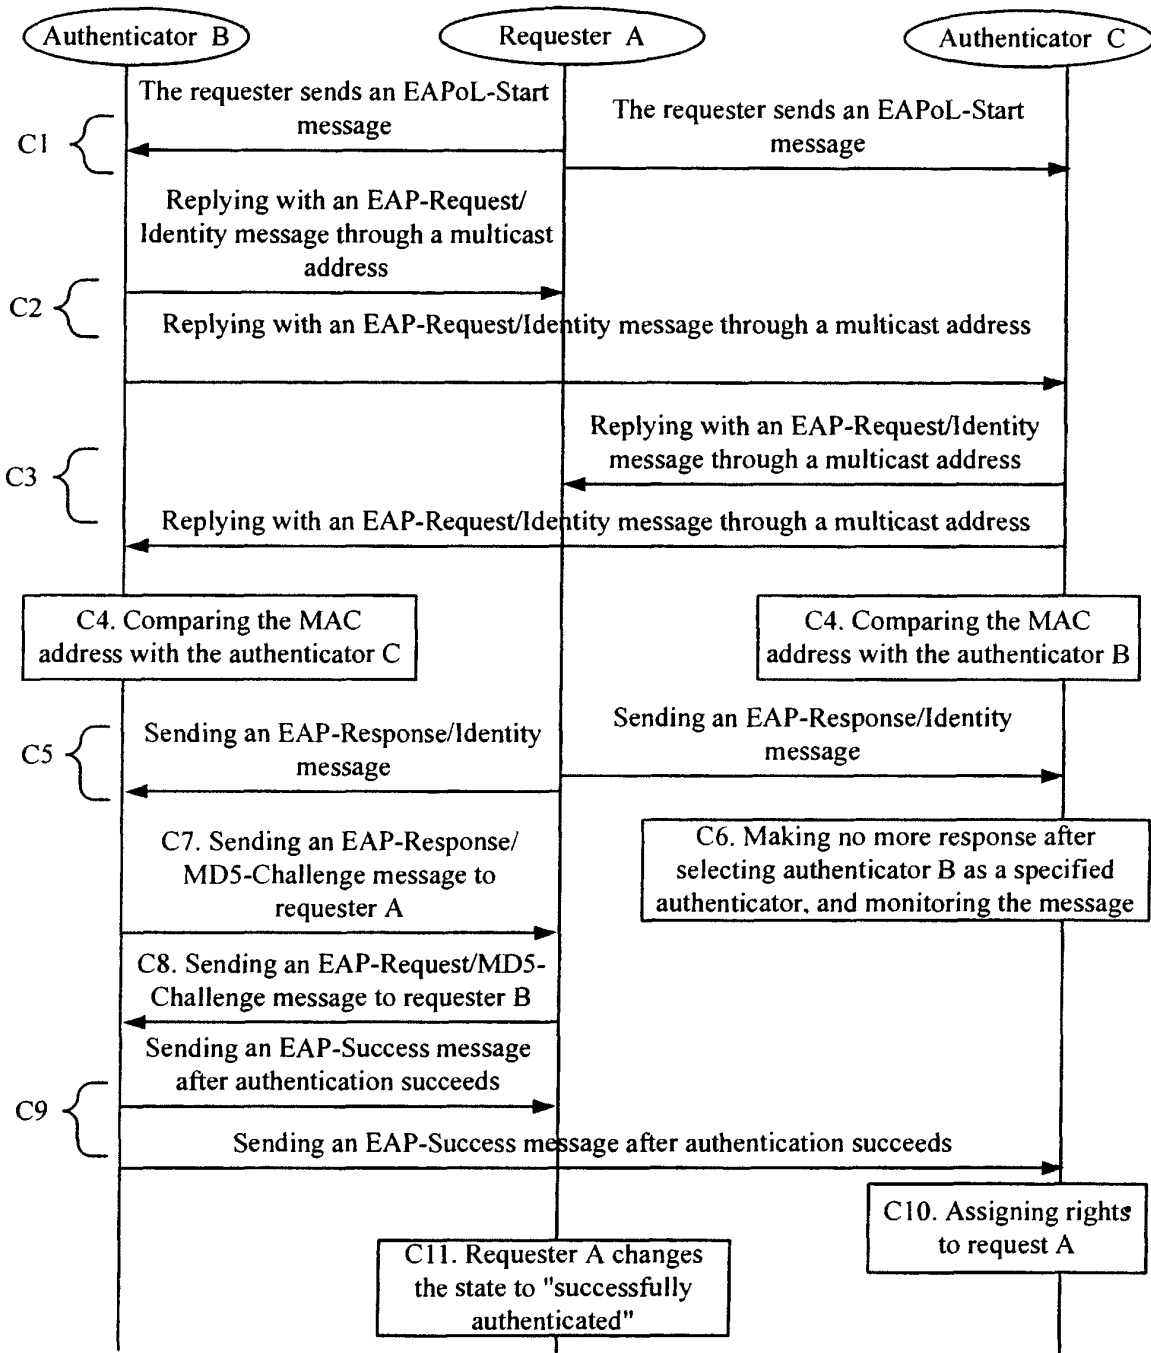 Authenticator B
Requester A
Authenticator C
The requester sends an EAPoL-Start
message
The requester sends an EAPoL-Start
message
C1
Replying with an EAP-Request/
Identity message through a multicast
address
C2
Replying with an EAP-Request/Identity message through a multicast address
Replying with an EAP-Request/Identity
message through a multicast address
C3
Replying with an EAP-Request/Identity message through a multicast address
C4. Comparing the MAC
address with the authenticator C
C4. Comparing the MAC
address with the authenticator B
Sending an EAP-Response/Identity
message
Sending an EAP-Response/Identity
message
C5
C7. Sending an EAP-Response/
MD5-Challenge message to
requester A
C6. Making no more response after
selecting authenticator B as a specified
authenticator, and monitoring the message
C8. Sending an EAP-Request/MD5-
Challenge message to requester B
Sending an EAP-Success message
after authentication succeeds
C9
Sending an EAP-Success message after authentication succeeds
C10. Assigning rights
to request A
C11. Requester A changes
the state to "successfully
authenticated"